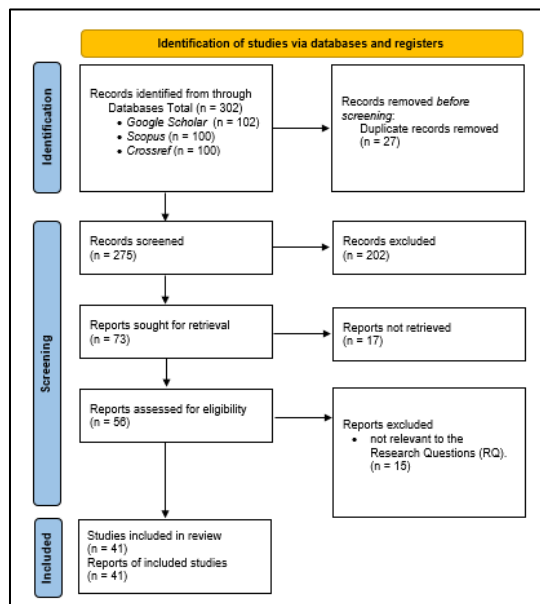 Identification of studies via databases and registers
Identification
Records identified from through
Databases Total (n = 302)
• Google Scholar (n = 102)
• Scopus (n = 100)
• Crossref (n = 100)
Records removed before
screening:
Duplicate records removed
(n = 27)
Screening
Records screened
(n = 275)
Records excluded
(n = 202)
Reports sought for retrieval
(n = 73)
Reports not retrieved
(n = 17)
Reports assessed for eligibility
(n = 56)
Reports excluded
• not relevant to the
Research Questions (RQ).
(n = 15)
Included
Studies included in review
(n = 41)
Reports of included studies
(n = 41)